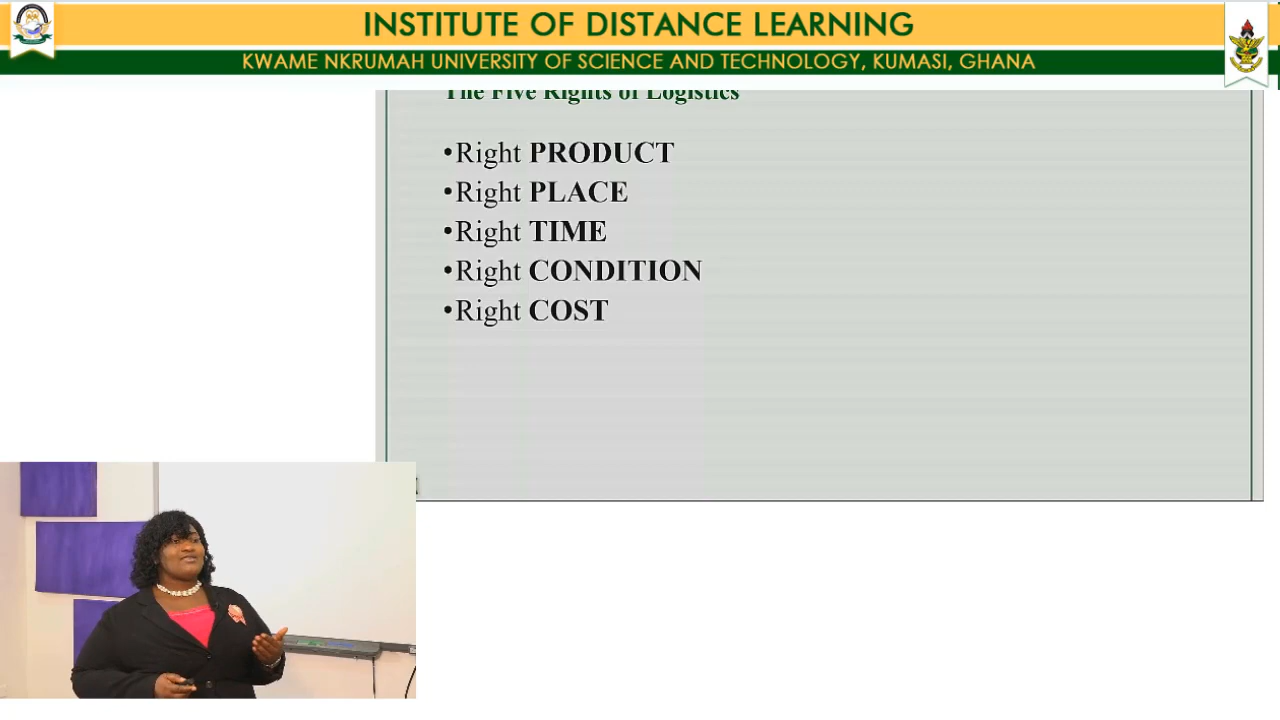 INSTITUTE OF DISTANCE LEARNING
KWAME NKRUMAH UNIVERSITY OF SCIENCE AND TECHNOLOGY, KUMASI, GHANA
The Five Rights of Logistics
•Right PRODUCT
•Right PLACE
•Right TIME
•Right CONDITION
•Right COST